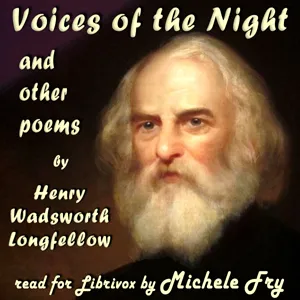 Voices of the Night
and
other
poems
by
Henry
Wadsworth
Longfellow
read for Librivox by Michele Fry